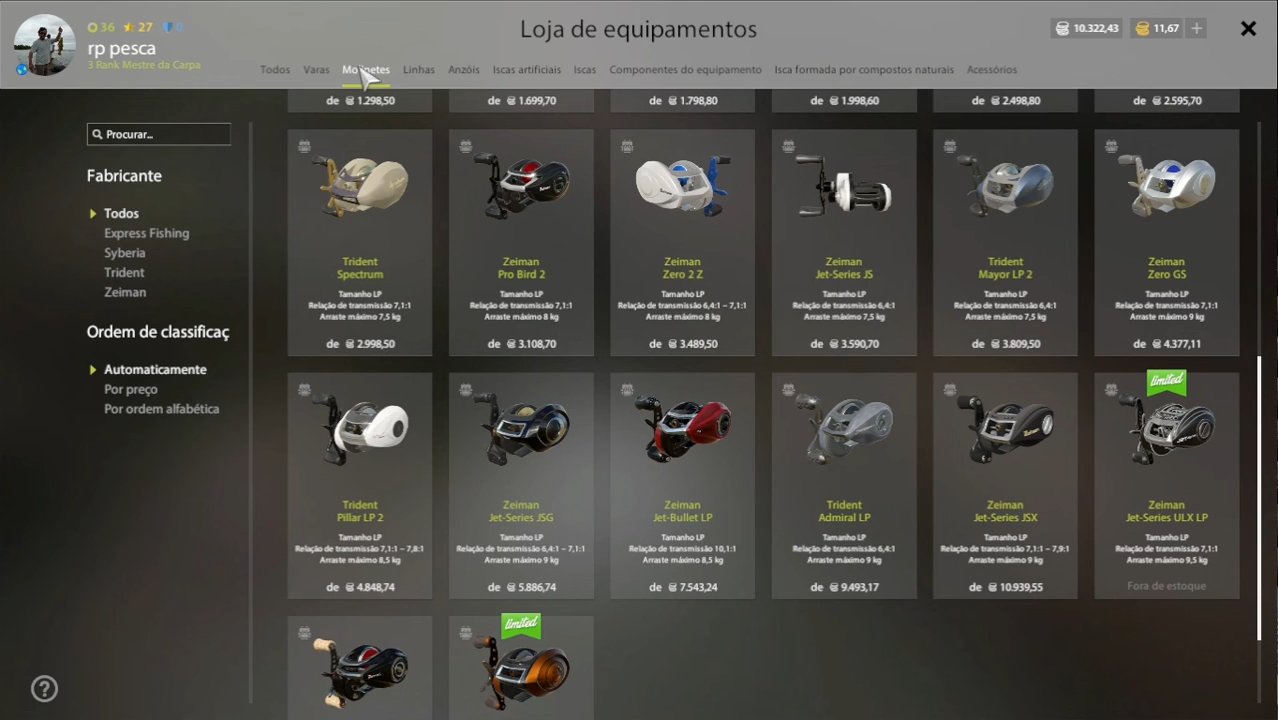 36 27 0
rp pesca
3 Rank Mestre da Carpa
Loja de equipamentos
10.322,43 11,67
Todos Varas Molinetes Linhas Anzóis Iscas artificiais Iscas Componentes do equipamento Isca formada por compostos naturais Acessórios
Procurar...
Fabricante
Todos
Express Fishing
Syberia
Trident
Zeiman
Ordem de classificaç
Automaticamente
Por preço
Por ordem alfabética
de 1.298,50
de 1.699,70
de 1.798,80
de 1.998,60
de 2.498,80
de 2.595,70
Trident
Spectrum
Tamanho LP
Relação de transmissão 7,1:1
Arraste máximo 7,5 kg
de 2.998,50
Zeiman
Pro Bird 2
Tamanho LP
Relação de transmissão 7,1:1
Arraste máximo 8 kg
de 3.108,70
Zeiman
Zero 2 Z
Tamanho LP
Relação de transmissão 6,4:1 – 7,1:1
Arraste máximo 8 kg
de 3.489,50
Zeiman
Jet-Series JS
Tamanho LP
Relação de transmissão 6,4:1
Arraste máximo 7,5 kg
de 3.590,70
Trident
Mayor LP 2
Tamanho LP
Relação de transmissão 6,4:1
Arraste máximo 7,5 kg
de 3.809,50
Zeiman
Zero GS
Tamanho LP
Relação de transmissão 7,1:1
Arraste máximo 9 kg
de 4.377,11
Trident
Pillar LP 2
Tamanho LP
Relação de transmissão 7,1:1 – 7,8:1
Arraste máximo 8,5 kg
de 4.848,74
Zeiman
Jet-Series JSG
Tamanho LP
Relação de transmissão 6,4:1 – 7,1:1
Arraste máximo 9 kg
de 5.886,74
Zeiman
Jet-Bullet LP
Tamanho LP
Relação de transmissão 10,1:1
Arraste máximo 8,5 kg
de 7.543,24
Trident
Admiral LP
Tamanho LP
Relação de transmissão 6,4:1
Arraste máximo 9 kg
de 9.493,17
Zeiman
Jet-Series JSX
Tamanho LP
Relação de transmissão 7,1:1 – 7,9:1
Arraste máximo 9 kg
de 10.939,55
limited
Zeiman
Jet-Series ULX LP
Tamanho LP
Relação de transmissão 7,1:1
Arraste máximo 9,5 kg
Fora de estoque
limited